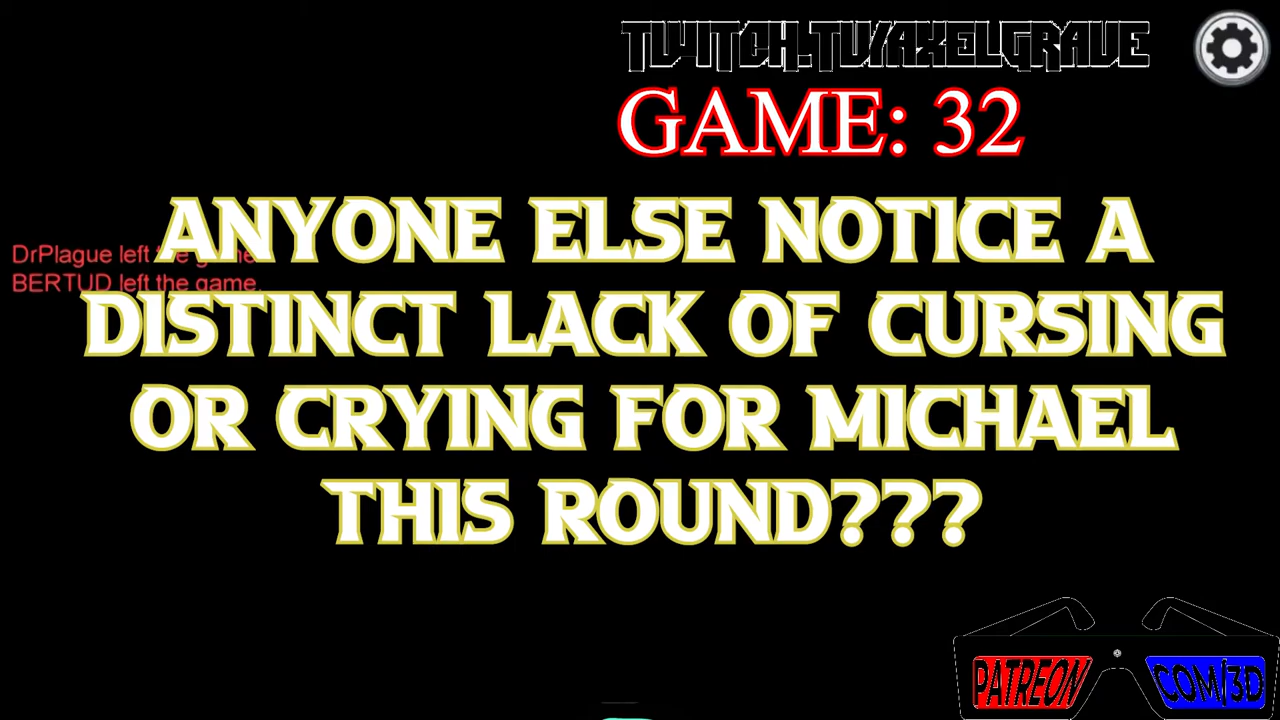 TWITCH.TV/AXELGRAVE
GAME: 32
ANYONE ELSE NOTICE A
DrPlague left the game.
BERTUD left the game.
DISTINCT LACK OF CURSING
OR CRYING FOR MICHAEL
THIS ROUND???
PATREON COM/3D